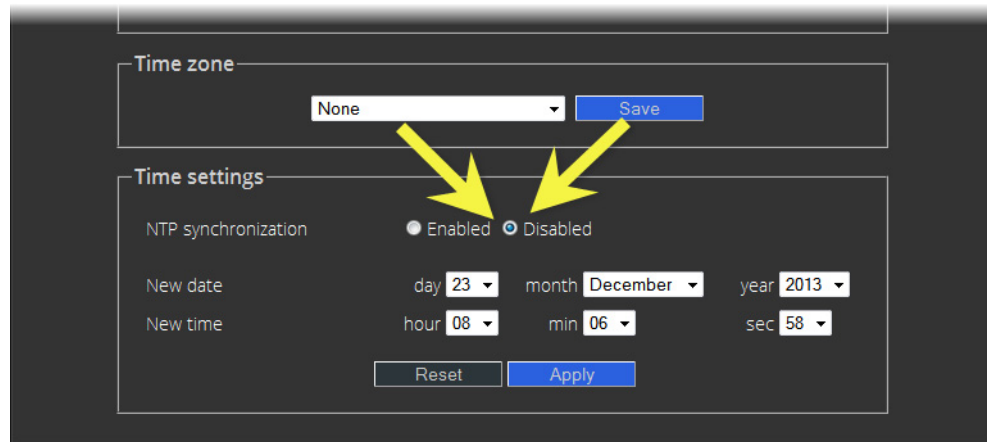 Time zone
None Save
Time settings
NTP synchronization Enabled Disabled
New date day 23 month December year 2013
New time hour 08 min 06 sec 58
Reset Apply